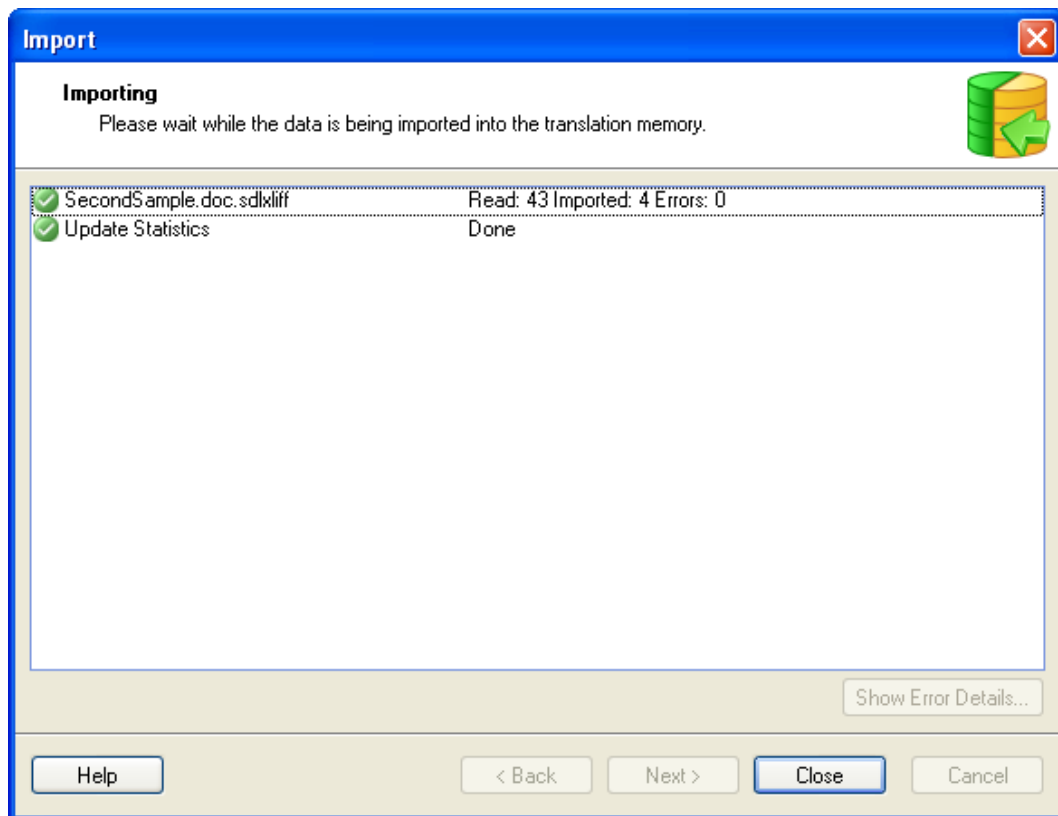 Import
Importing
Please wait while the data is being imported into the translation memory.
SecondSample.doc.sdlxliff Read: 43 Imported: 4 Errors: 0
Update Statistics Done
Show Error Details...
Help < Back Next > Close Cancel